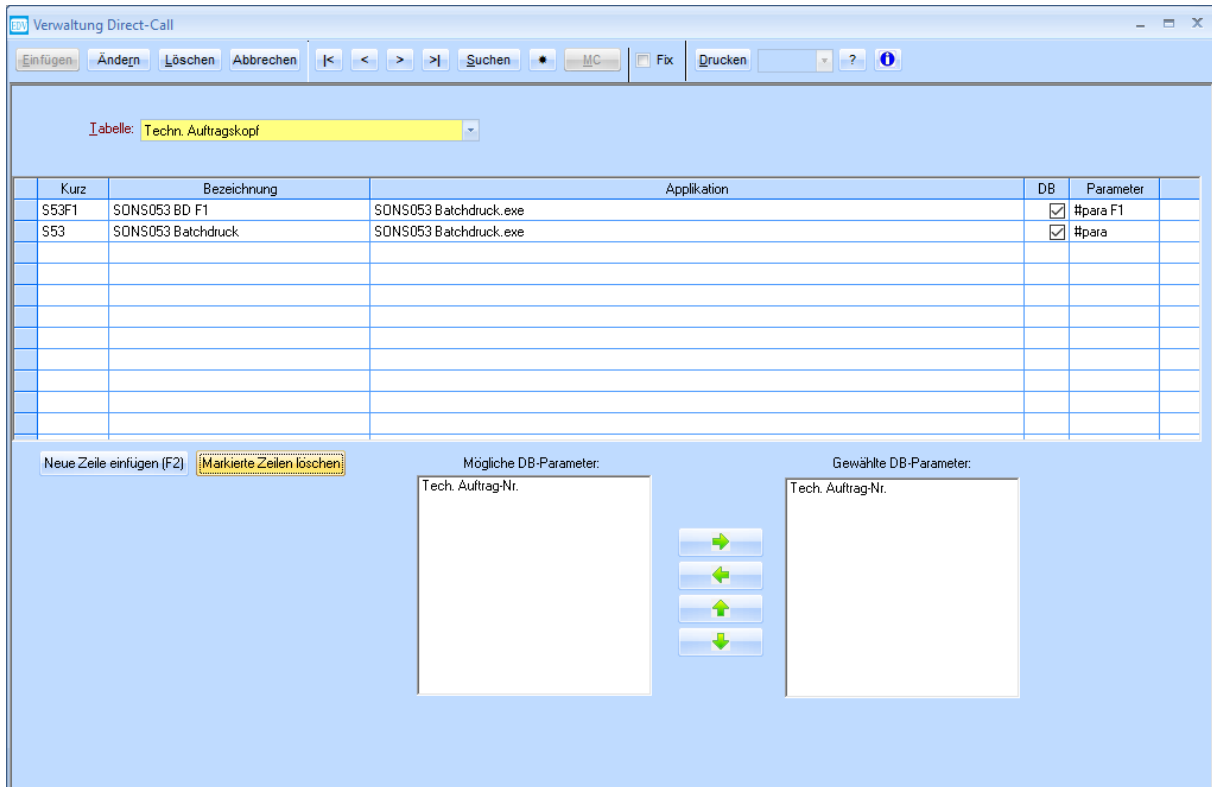 EDV Verwaltung Direct-Call
Einfügen Ändern Löschen Abbrechen |< < > >| Suchen * MC Fix Drucken ? i
Tabelle: Techn. Auftragskopf
Kurz Bezeichnung Applikation DB Parameter
S53F1 SONS053 BD F1 SONS053 Batchdruck.exe #para F1
S53 SONS053 Batchdruck SONS053 Batchdruck.exe #para
Neue Zeile einfügen (F2) Markierte Zeilen löschen Mögliche DB-Parameter: Gewählte DB-Parameter:
Tech. Auftrag-Nr. Tech. Auftrag-Nr.